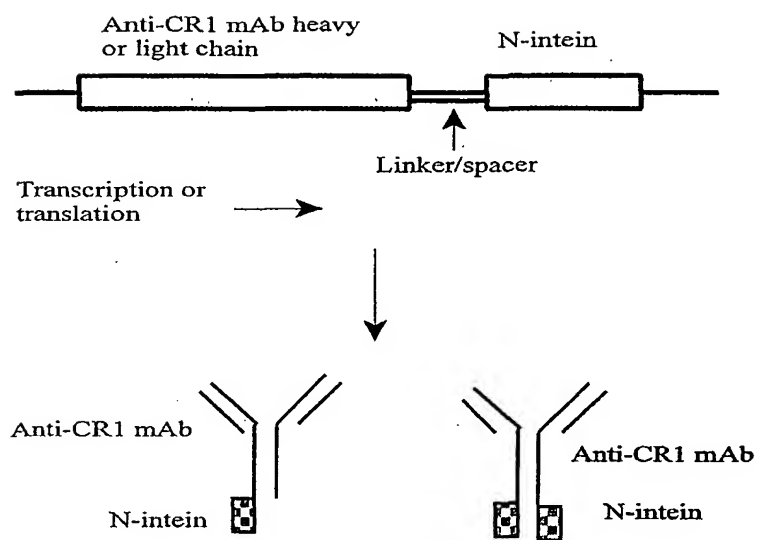 Anti-CR1 mAb heavy
or light chain
N-intein
Linker/spacer
Transcription or
translation
Anti-CR1 mAb
Anti-CR1 mAb
N-intein
N-intein